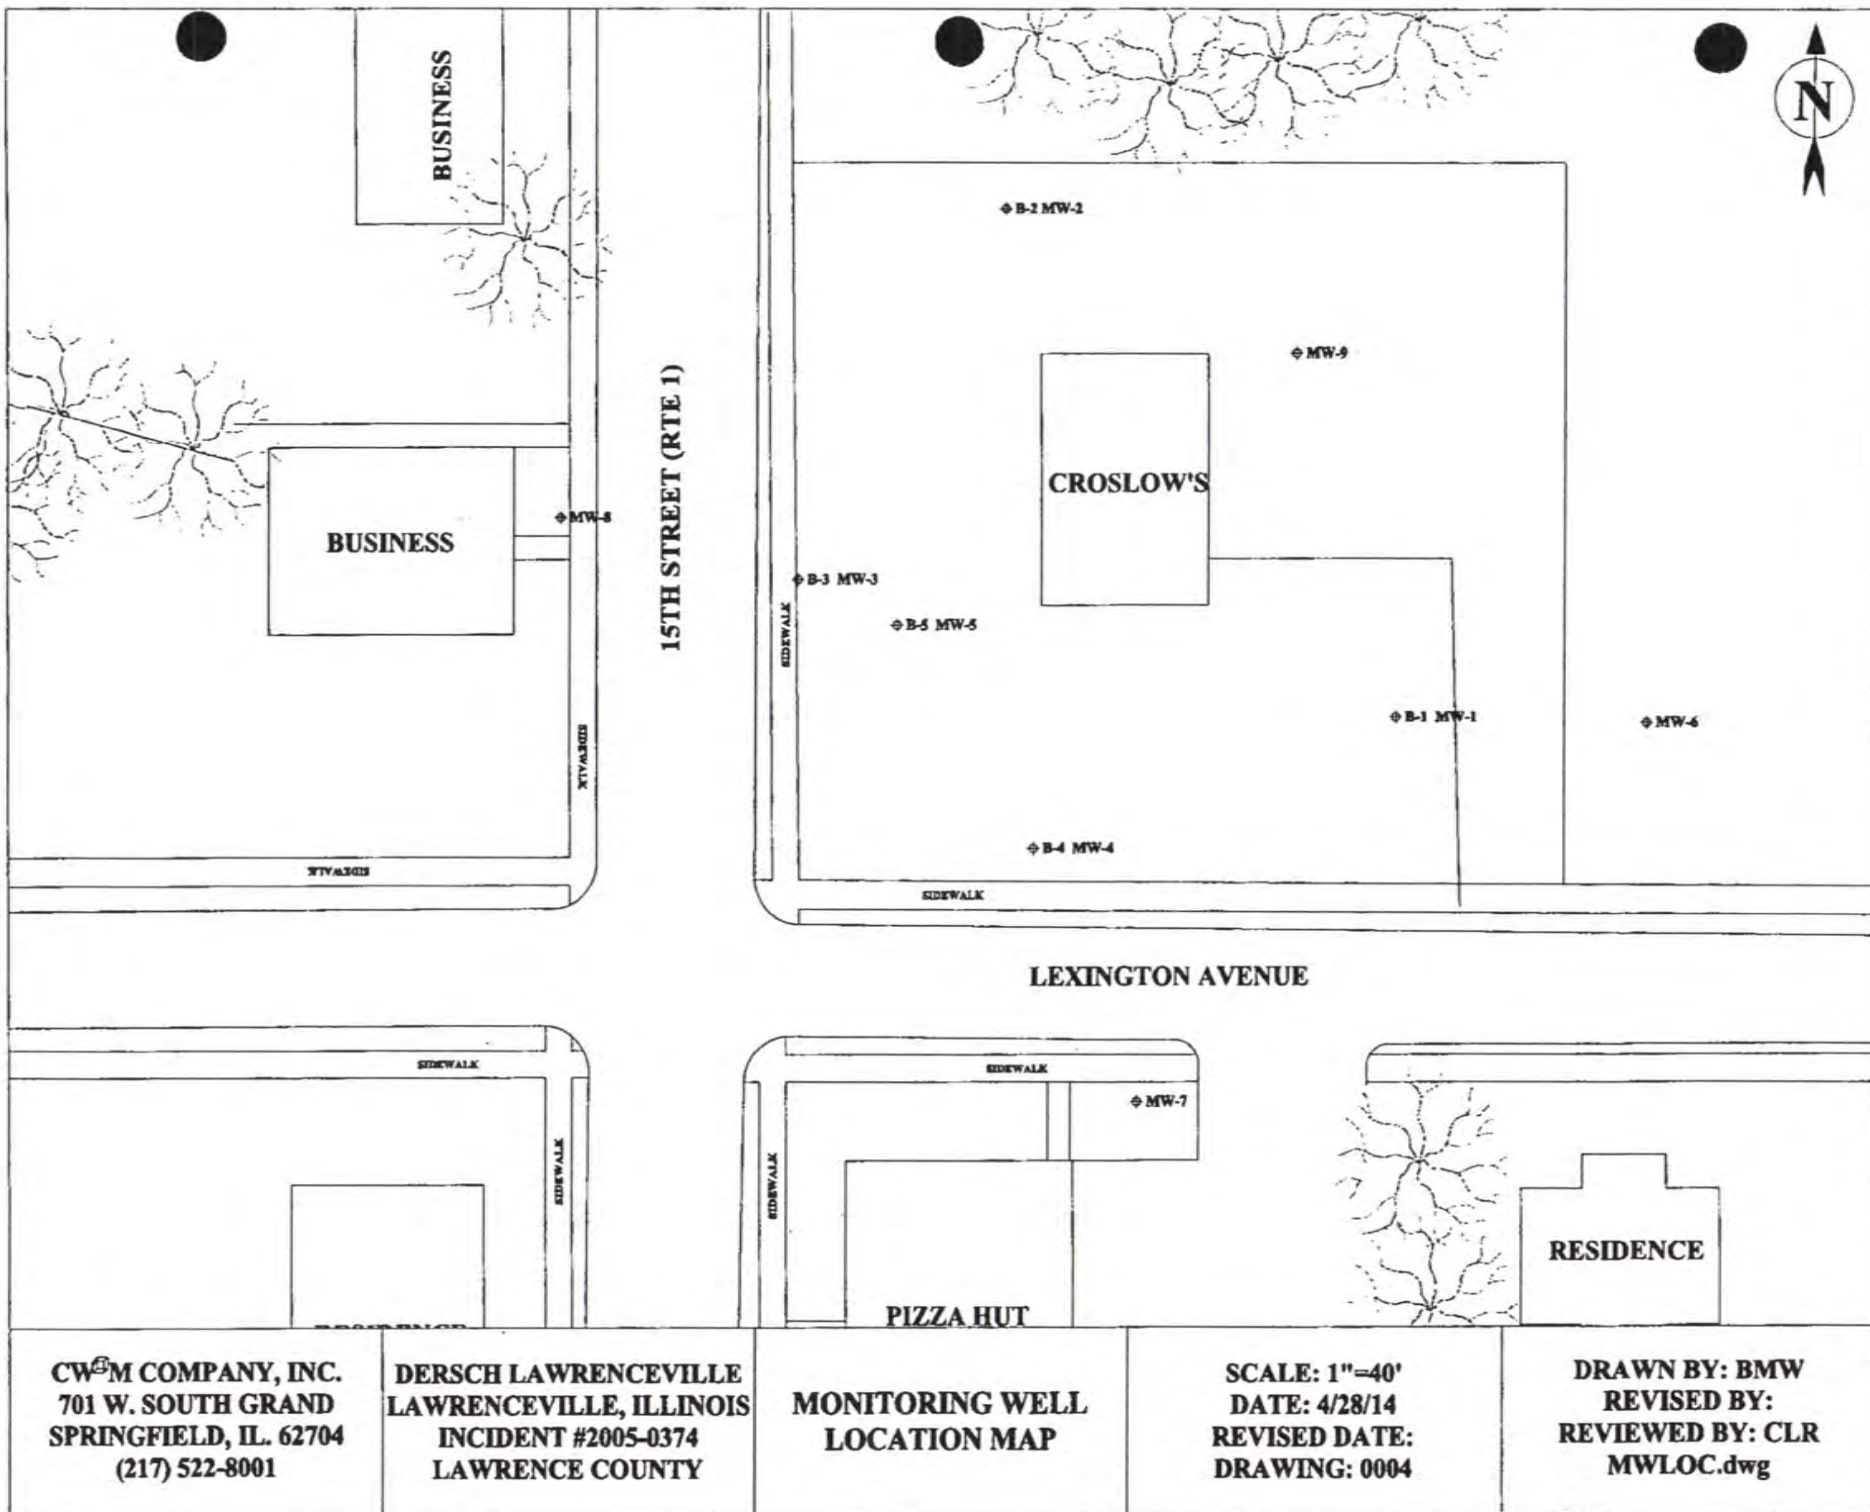 BUSINESS
N
B-2 MW-2
MW-9
15TH STREET (RTE 1)
CROSLOW'S
MW-8
BUSINESS
B-3 MW-3
SIDEWALK
B-5 MW-5
B-1 MW-1
MW-6
SIDEWALK
B-4 MW-4
SIDEWALK
SIDEWALK
LEXINGTON AVENUE
SIDEWALK
SIDEWALK
MW-7
SIDEWALK
SIDEWALK
RESIDENCE
PIZZA HUT
RESIDENCE
CW³M COMPANY, INC.
701 W. SOUTH GRAND
SPRINGFIELD, IL. 62704
(217) 522-8001
DERSCH LAWRENCEVILLE
LAWRENCEVILLE, ILLINOIS
INCIDENT #2005-0374
LAWRENCE COUNTY
MONITORING WELL
LOCATION MAP
SCALE: 1"=40'
DATE: 4/28/14
REVISED DATE:
DRAWING: 0004
DRAWN BY: BMW
REVISED BY:
REVIEWED BY: CLR
MWLOC.dwg